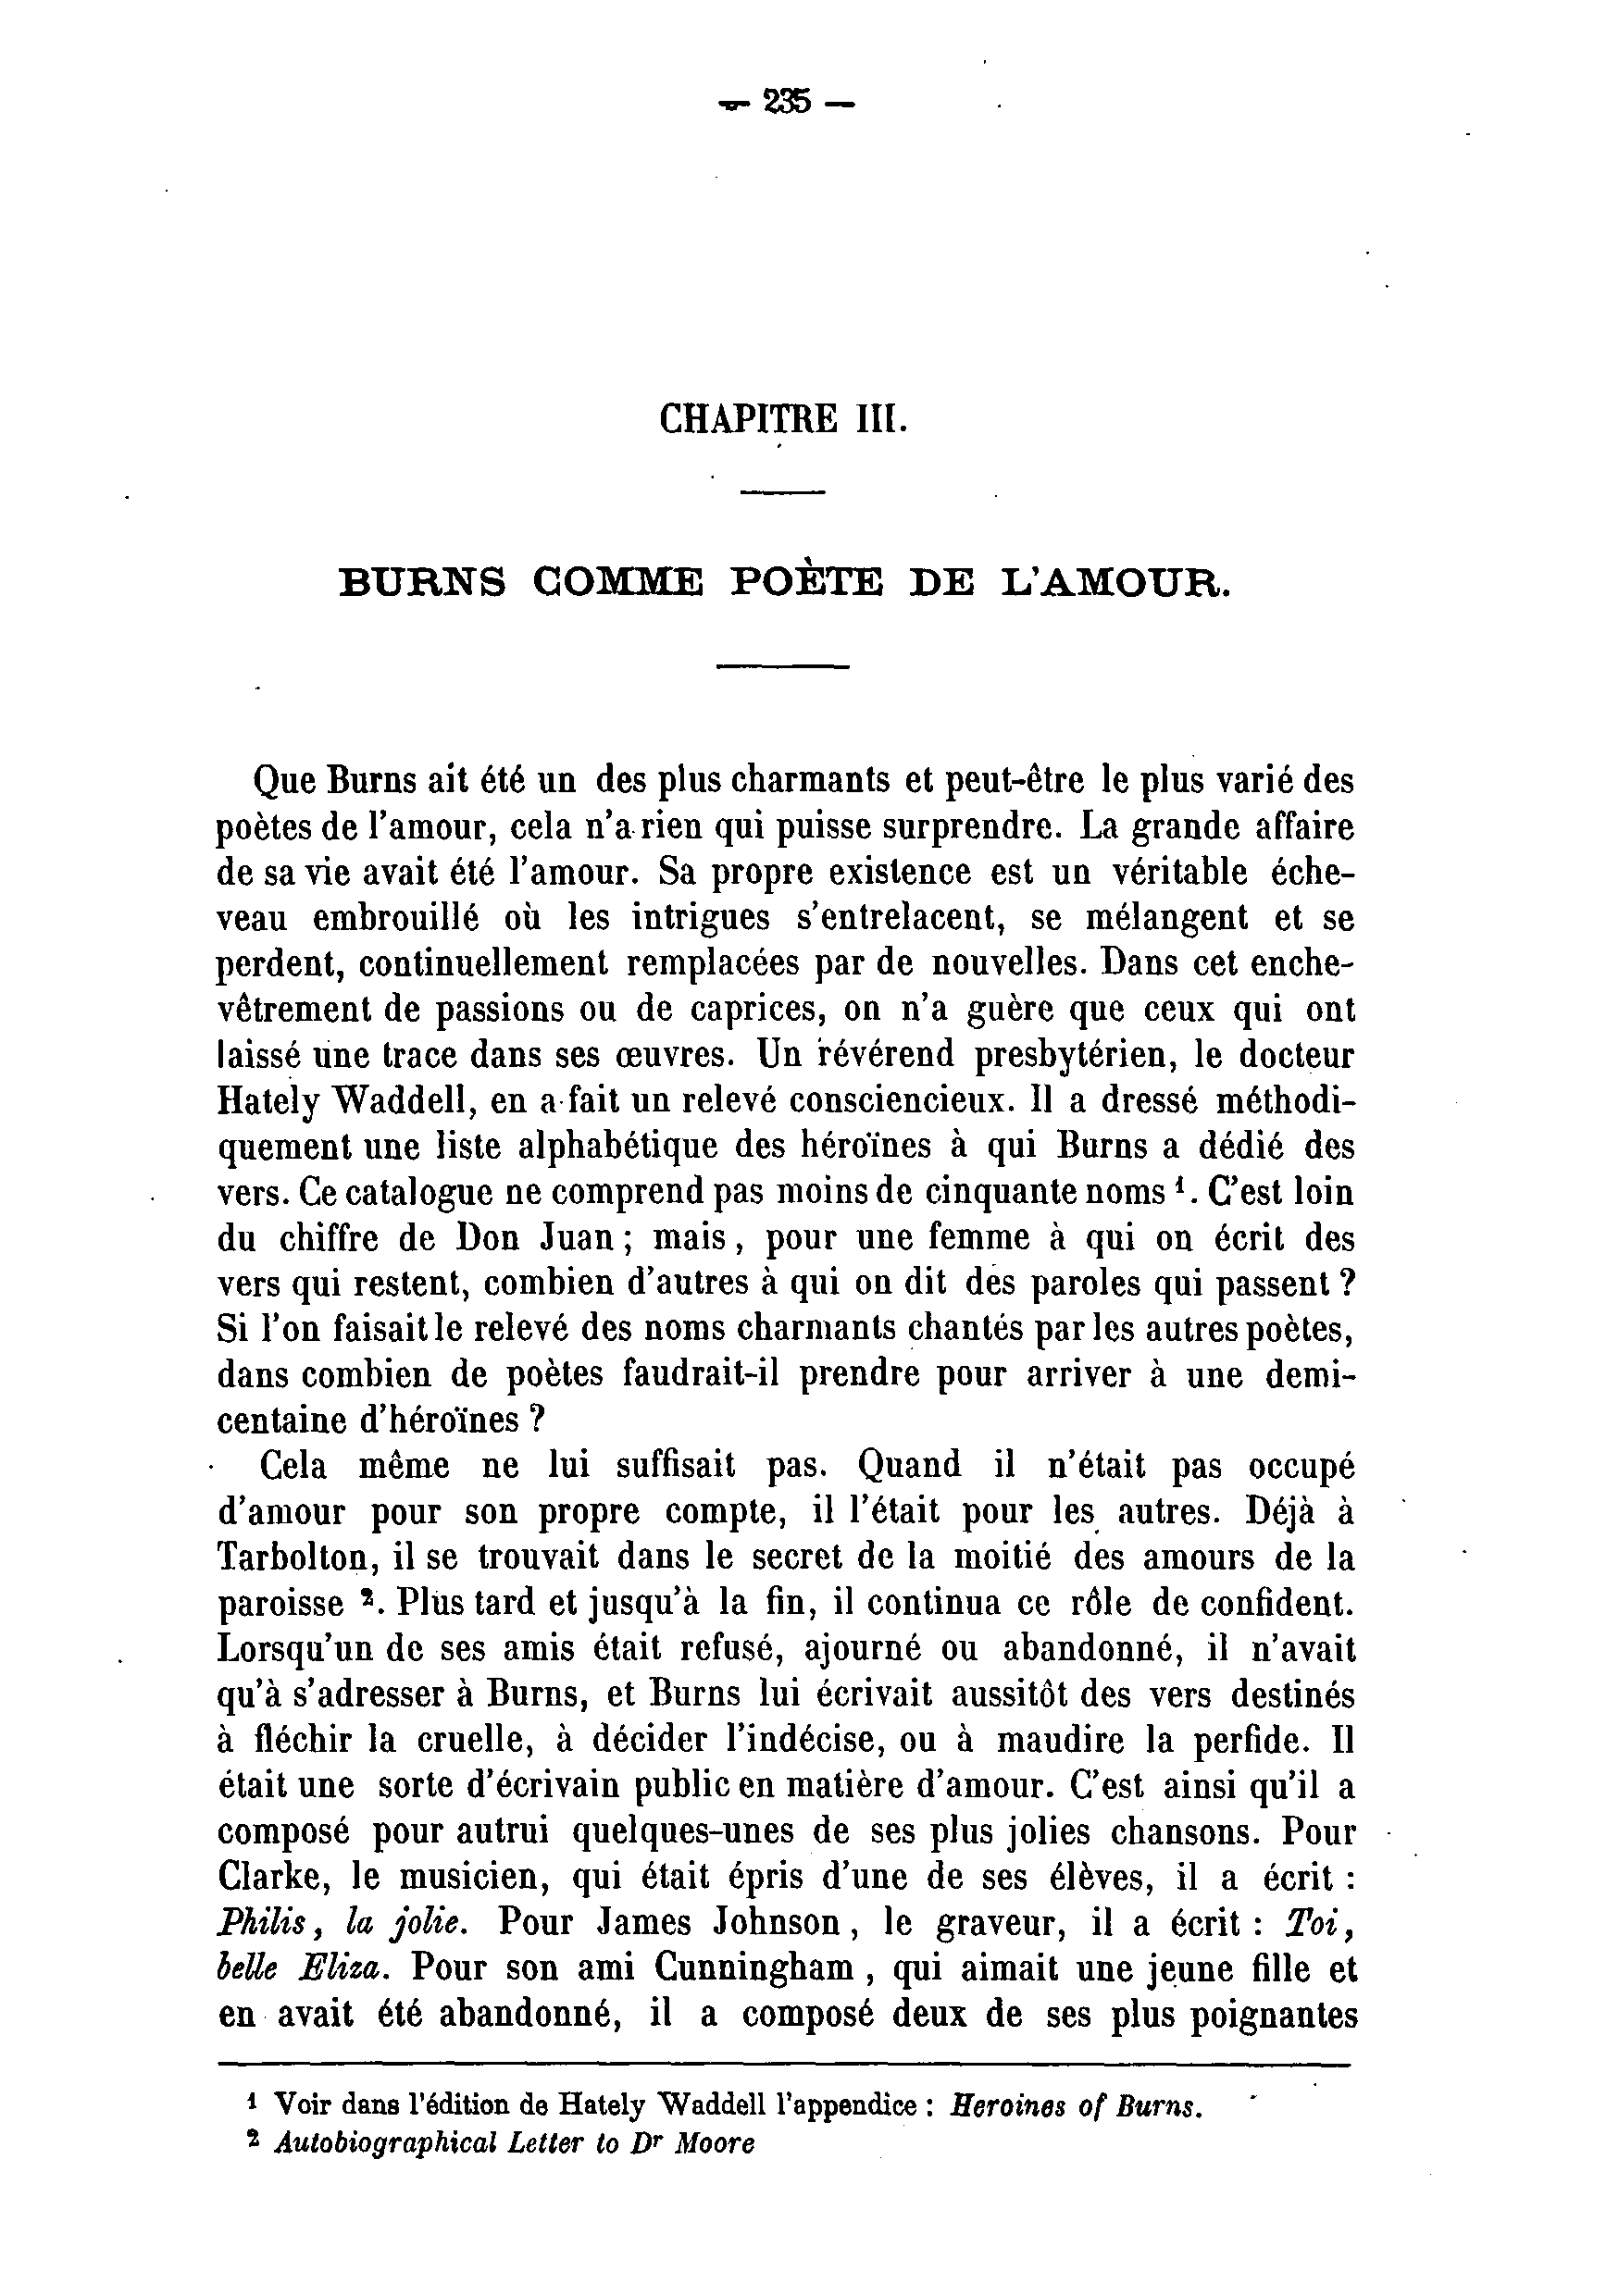 — 235 —
CHAPITRE III.
BURNS COMME POÈTE DE L'AMOUR.
Que Burns ait été un des plus charmants et peut-être le plus varié des
poètes de l'amour, cela n'a rien qui puisse surprendre. La grande affaire
de sa vie avait été l'amour. Sa propre existence est un véritable éche-
veau embrouillé où les intrigues s'entrelacent, se mélangent et se
perdent, continuellement remplacées par de nouvelles. Dans cet enche-
vêtrement de passions ou de caprices, on n'a guère que ceux qui ont
laissé une trace dans ses œuvres. Un révérend presbytérien, le docteur
Hately Waddell, en a fait un relevé consciencieux. Il a dressé méthodi-
quement une liste alphabétique des héroïnes à qui Burns a dédié des
vers. Ce catalogue ne comprend pas moins de cinquante noms ¹. C'est loin
du chiffre de Don Juan ; mais, pour une femme à qui on écrit des
vers qui restent, combien d'autres à qui on dit des paroles qui passent ?
Si l'on faisait le relevé des noms charmants chantés par les autres poètes,
dans combien de poètes faudrait-il prendre pour arriver à une demi-
centaine d'héroïnes ?
Cela même ne lui suffisait pas. Quand il n'était pas occupé
d'amour pour son propre compte, il l'était pour les autres. Déjà à
Tarbolton, il se trouvait dans le secret de la moitié des amours de la
paroisse ². Plus tard et jusqu'à la fin, il continua ce rôle de confident.
Lorsqu'un de ses amis était refusé, ajourné ou abandonné, il n'avait
qu'à s'adresser à Burns, et Burns lui écrivait aussitôt des vers destinés
à fléchir la cruelle, à décider l'indécise, ou à maudire la perfide. Il
était une sorte d'écrivain public en matière d'amour. C'est ainsi qu'il a
composé pour autrui quelques-unes de ses plus jolies chansons. Pour
Clarke, le musicien, qui était épris d'une de ses élèves, il a écrit :
Philis, la jolie. Pour James Johnson, le graveur, il a écrit : Toi,
belle Eliza. Pour son ami Cunningham, qui aimait une jeune fille et
en avait été abandonné, il a composé deux de ses plus poignantes
¹ Voir dans l'édition de Hately Waddell l'appendice : Heroines of Burns.
² Autobiographical Letter to Dr Moore